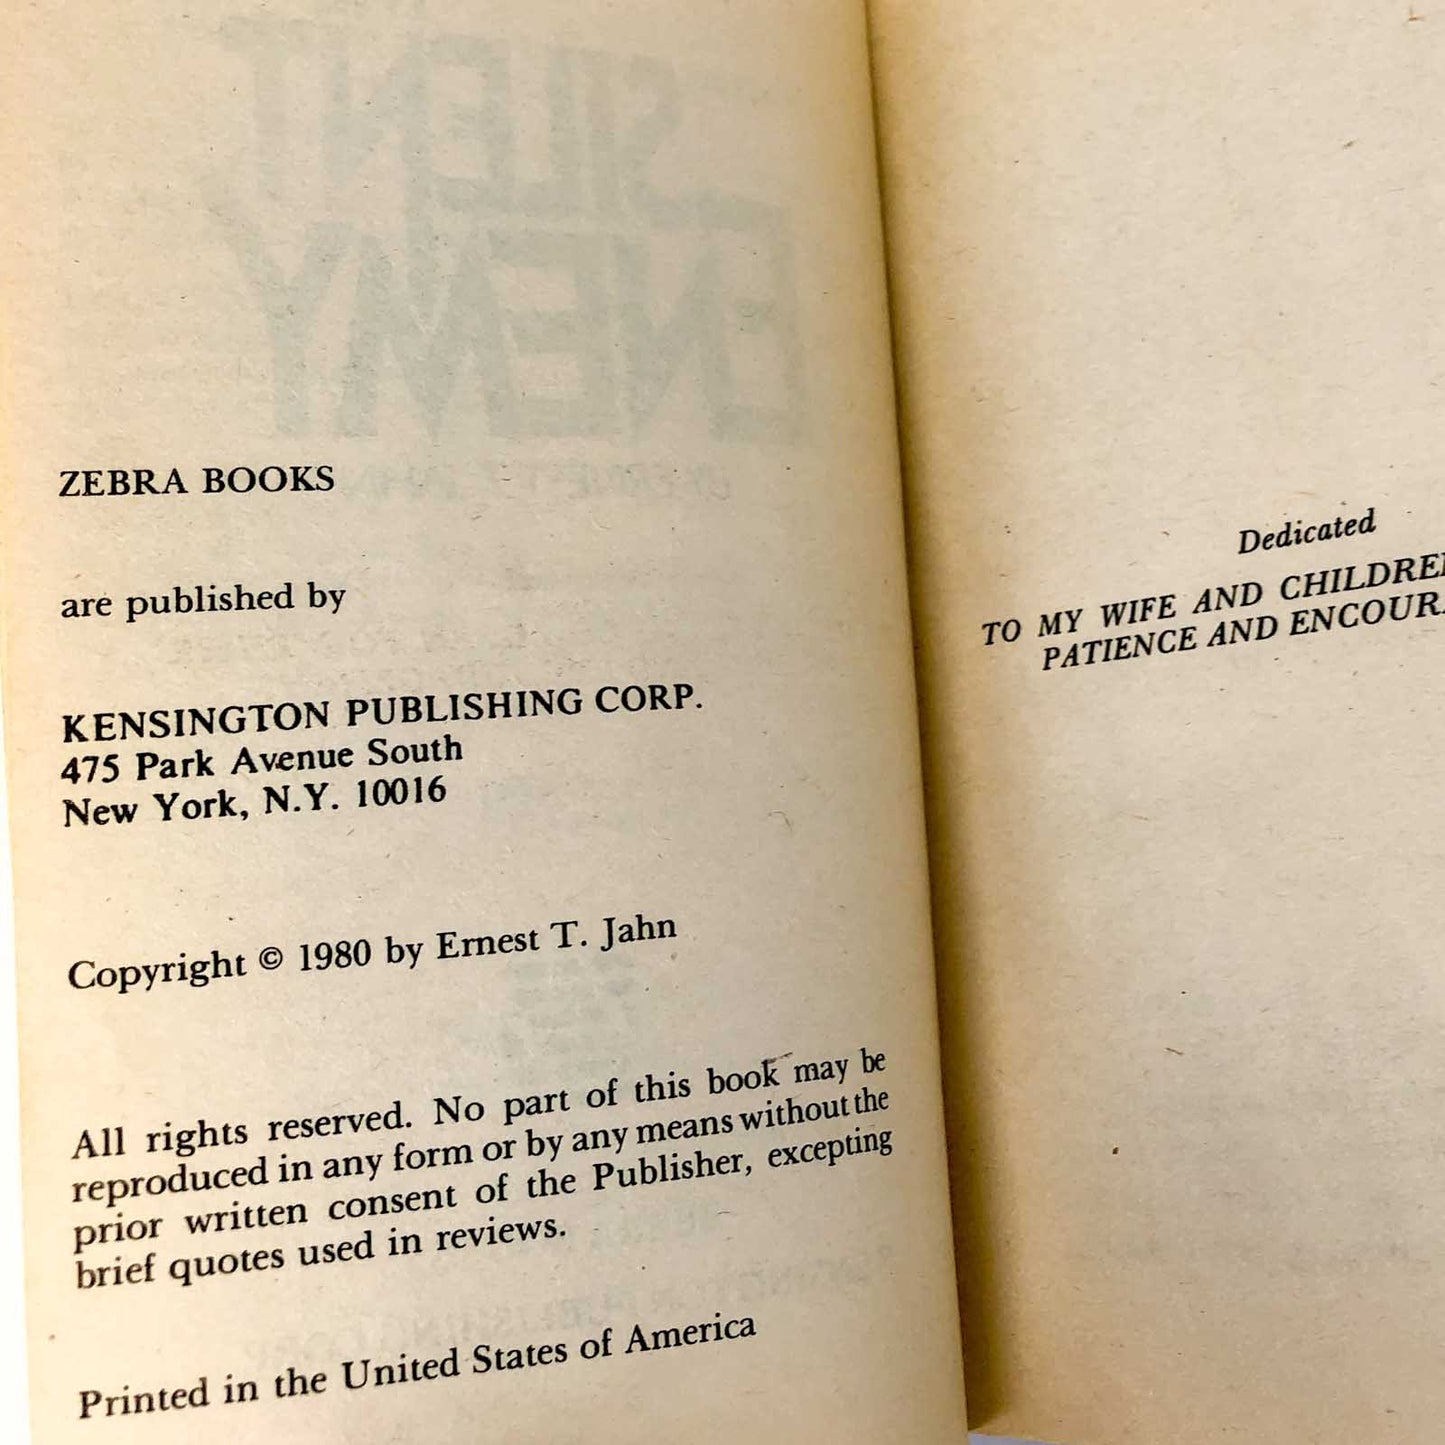 SILENT
ENEMY
ZEBRA BOOKS
are published by
KENSINGTON PUBLISHING CORP.
475 Park Avenue South
New York, N.Y. 10016
Copyright © 1980 by Ernest T. Jahn
All rights reserved. No part of this book may be
reproduced in any form or by any means without the
prior written consent of the Publisher, excepting
brief quotes used in reviews.
Printed in the United States of America
Dedicated
TO MY WIFE AND CHILDREN
PATIENCE AND